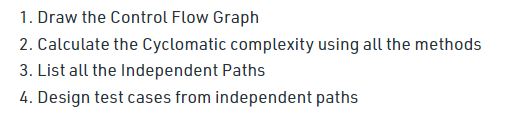 1. Draw the Control Flow Graph
2. Calculate the Cyclomatic complexity using all the methods
3. List all the Independent Paths
4. Design test cases from independent paths